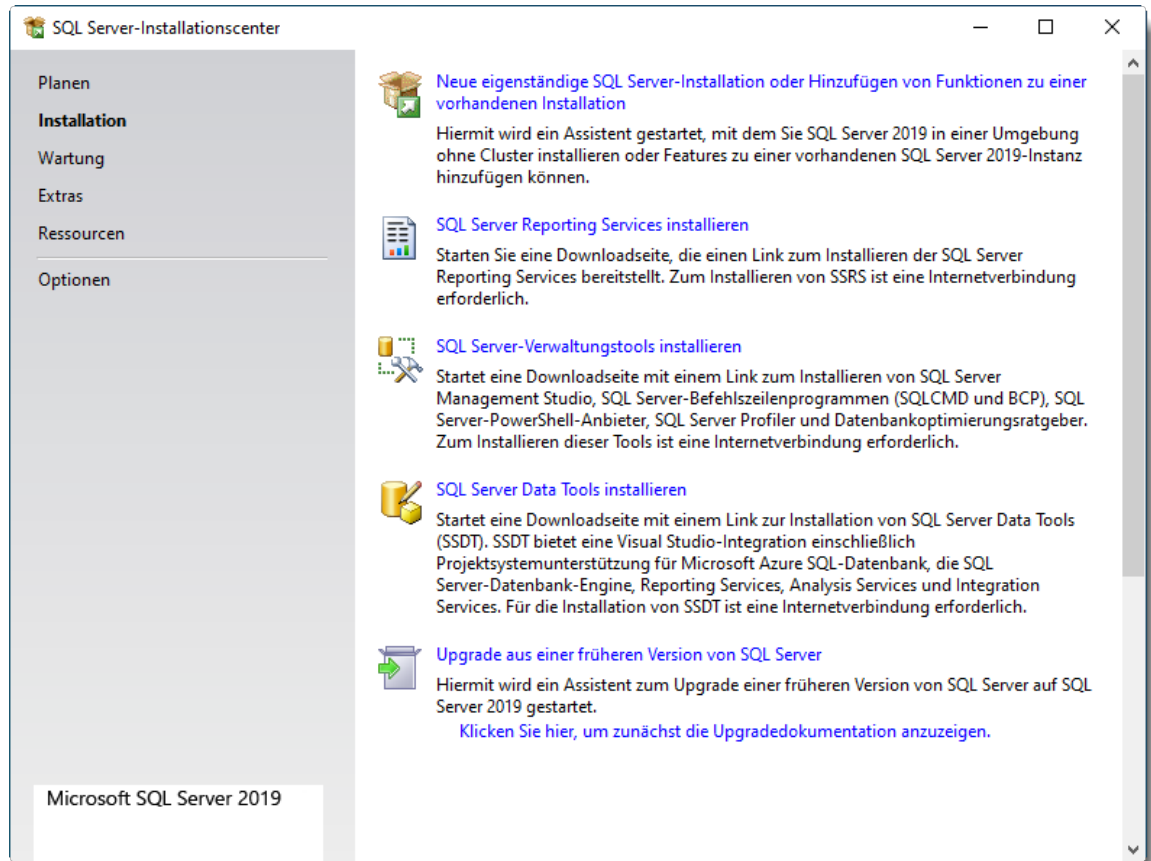 SQL Server-Installationscenter
Planen
Installation
Wartung
Extras
Ressourcen
Optionen
Microsoft SQL Server 2019
Neue eigenständige SQL Server-Installation oder Hinzufügen von Funktionen zu einer
vorhandenen Installation
Hiermit wird ein Assistent gestartet, mit dem Sie SQL Server 2019 in einer Umgebung
ohne Cluster installieren oder Features zu einer vorhandenen SQL Server 2019-Instanz
hinzufügen können.
SQL Server Reporting Services installieren
Starten Sie eine Downloadseite, die einen Link zum Installieren der SQL Server
Reporting Services bereitstellt. Zum Installieren von SSRS ist eine Internetverbindung
erforderlich.
SQL Server-Verwaltungstools installieren
Startet eine Downloadseite mit einem Link zum Installieren von SQL Server
Management Studio, SQL Server-Befehlszeilenprogrammen (SQLCMD und BCP), SQL
Server-PowerShell-Anbieter, SQL Server Profiler und Datenbankoptimierungsratgeber.
Zum Installieren dieser Tools ist eine Internetverbindung erforderlich.
SQL Server Data Tools installieren
Startet eine Downloadseite mit einem Link zur Installation von SQL Server Data Tools
(SSDT). SSDT bietet eine Visual Studio-Integration einschließlich
Projektsystemunterstützung für Microsoft Azure SQL-Datenbank, die SQL
Server-Datenbank-Engine, Reporting Services, Analysis Services und Integration
Services. Für die Installation von SSDT ist eine Internetverbindung erforderlich.
Upgrade aus einer früheren Version von SQL Server
Hiermit wird ein Assistent zum Upgrade einer früheren Version von SQL Server auf SQL
Server 2019 gestartet.
Klicken Sie hier, um zunächst die Upgradedokumentation anzuzeigen.